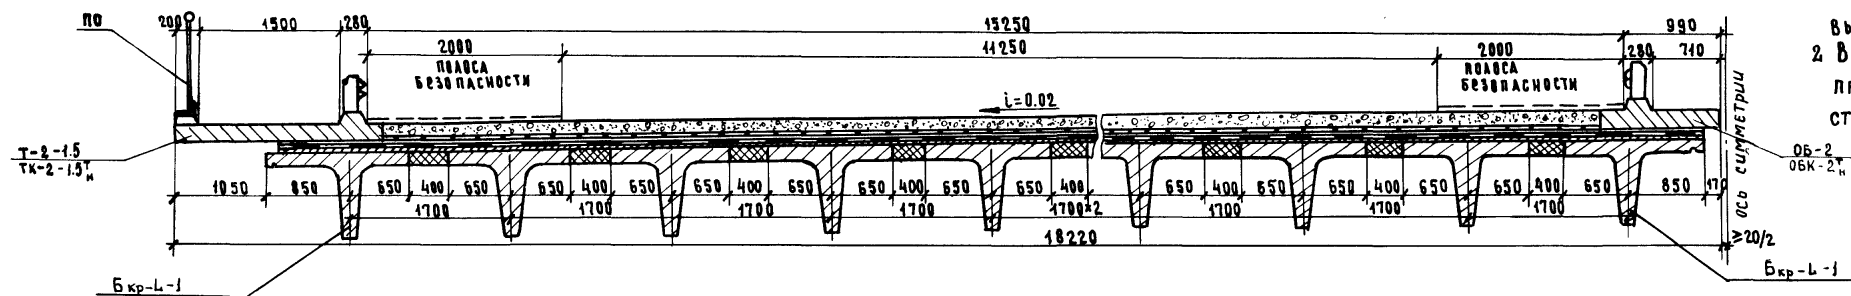 ПО
200 1500 280 15250 990
2000 11250 2000 280 710
ПОЛОСА
БЕЗОПАСНОСТИ
ПОЛОСА
БЕЗОПАСНОСТИ
i=0.02
2 В
СТ
Т-2-1.5
ТК-2-1.5 т н
ОБ-2
ОБК-2 т н
ОСЬ СИММЕТРИИ
1050 850 650 400 650 650 400 650 650 400 650 650 400 650 650 400 650 400 650 650 400 650 650 400 650 850 170
1700 1700 1700 1700 1700×2 1700 1700 1700
18220
≥20/2
Бкр-L-1
Бкр-L-1